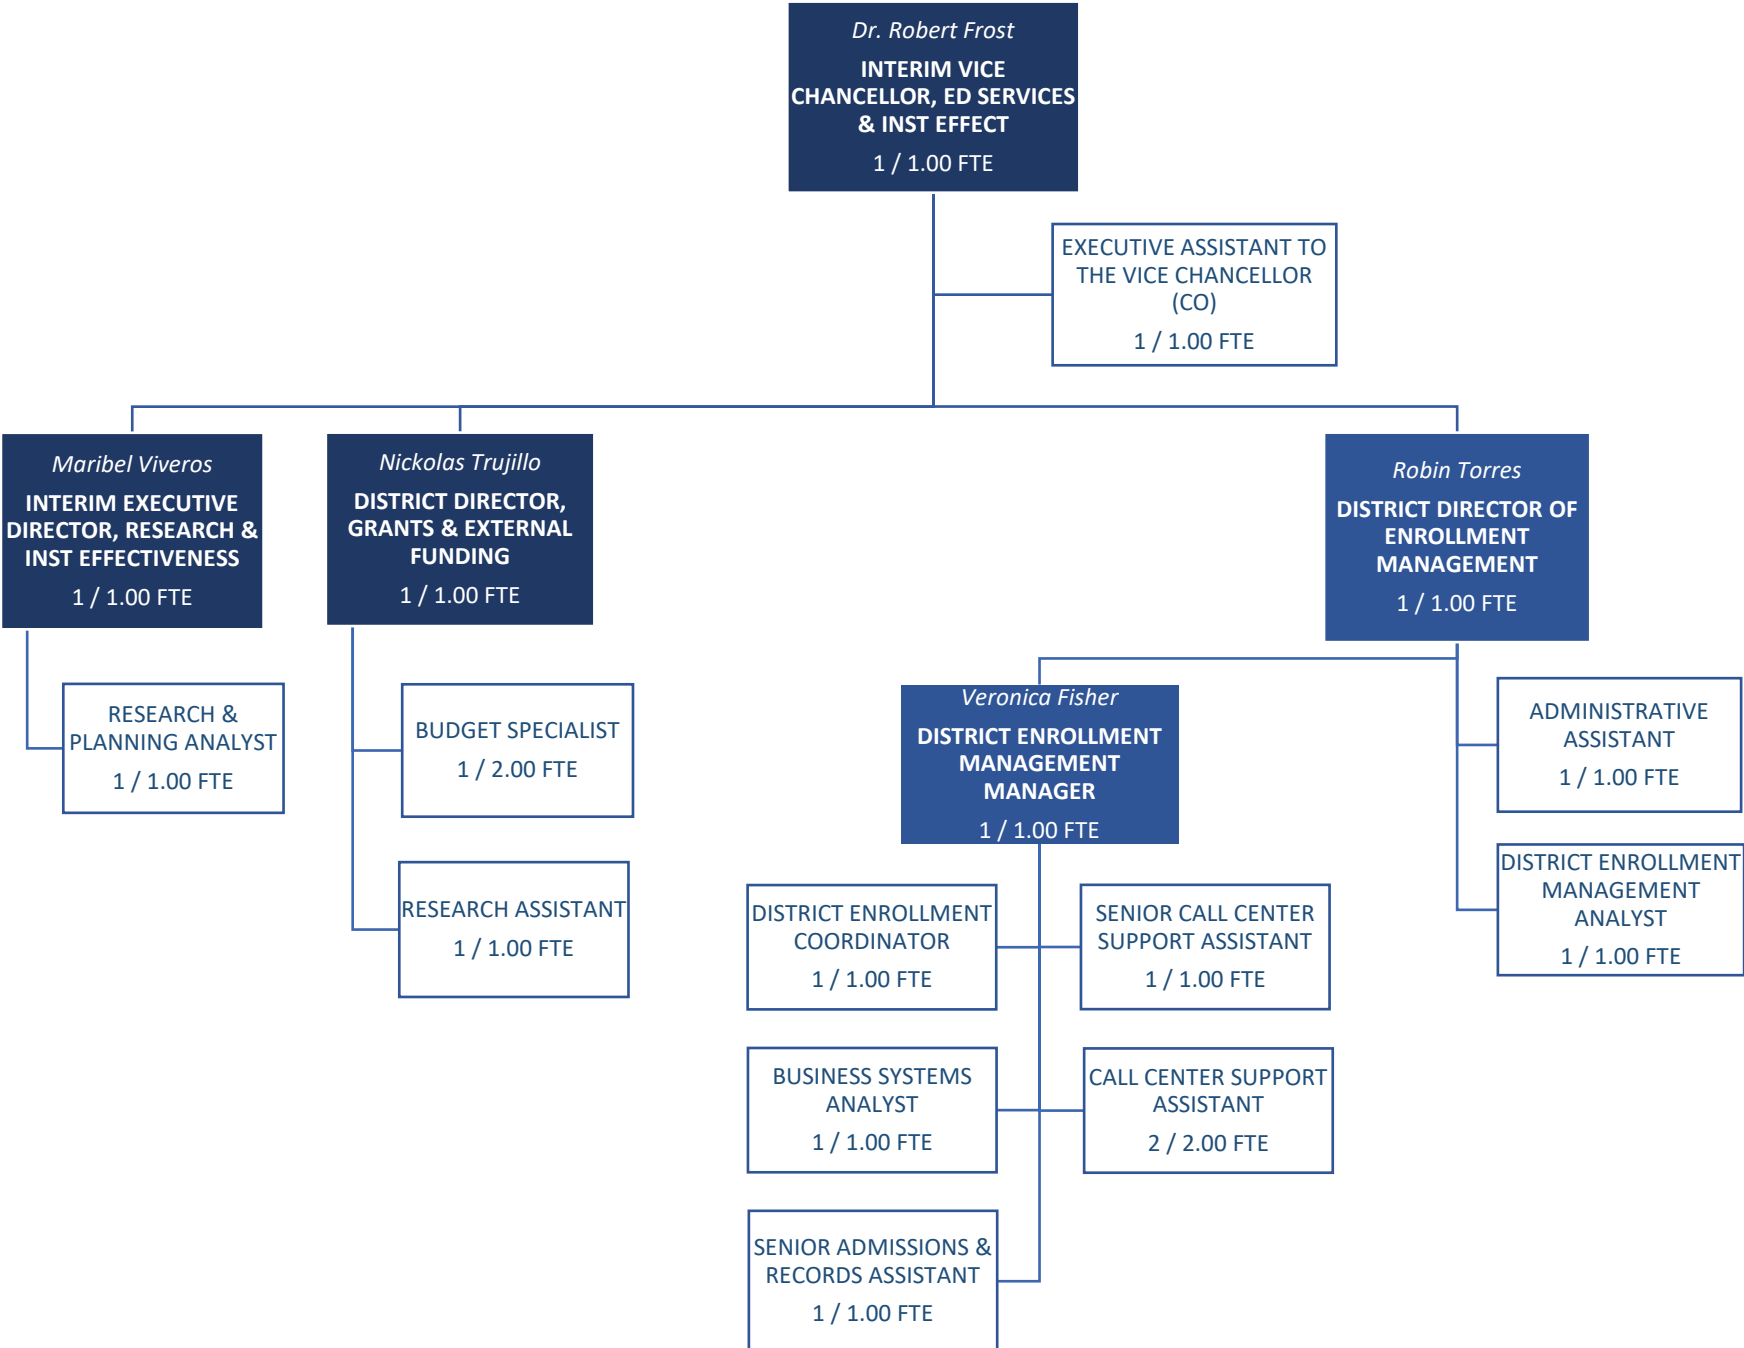 Dr. Robert Frost
INTERIM VICE
CHANCELLOR, ED SERVICES
& INST EFFECT
1 / 1.00 FTE
EXECUTIVE ASSISTANT TO
THE VICE CHANCELLOR
(CO)
1 / 1.00 FTE
Maribel Viveros
INTERIM EXECUTIVE
DIRECTOR, RESEARCH &
INST EFFECTIVENESS
1 / 1.00 FTE
Nickolas Trujillo
DISTRICT DIRECTOR,
GRANTS & EXTERNAL
FUNDING
1 / 1.00 FTE
Robin Torres
DISTRICT DIRECTOR OF
ENROLLMENT
MANAGEMENT
1 / 1.00 FTE
RESEARCH &
PLANNING ANALYST
1 / 1.00 FTE
BUDGET SPECIALIST
1 / 2.00 FTE
RESEARCH ASSISTANT
1 / 1.00 FTE
Veronica Fisher
DISTRICT ENROLLMENT
MANAGEMENT
MANAGER
1 / 1.00 FTE
ADMINISTRATIVE
ASSISTANT
1 / 1.00 FTE
DISTRICT ENROLLMENT
MANAGEMENT
ANALYST
1 / 1.00 FTE
DISTRICT ENROLLMENT
COORDINATOR
1 / 1.00 FTE
SENIOR CALL CENTER
SUPPORT ASSISTANT
1 / 1.00 FTE
BUSINESS SYSTEMS
ANALYST
1 / 1.00 FTE
CALL CENTER SUPPORT
ASSISTANT
2 / 2.00 FTE
SENIOR ADMISSIONS &
RECORDS ASSISTANT
1 / 1.00 FTE